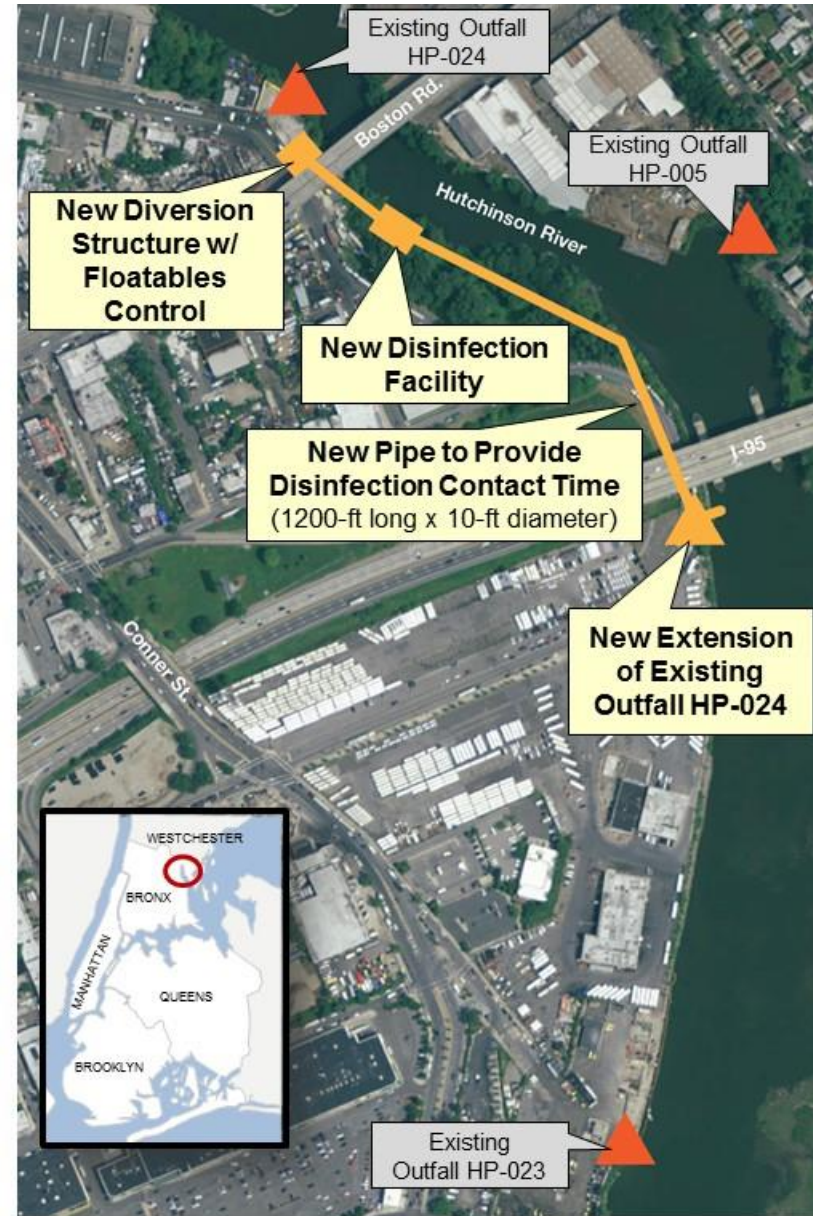 Existing Outfall
HP-024
Boston Rd.
Existing Outfall
HP-005
Hutchinson River
New Diversion
Structure w/
Floatables
Control
New Disinfection
Facility
New Pipe to Provide
Disinfection Contact Time
(1200-ft long x 10-ft diameter)
I-95
New Extension
of Existing
Outfall HP-024
Conner St.
WESTCHESTER
BRONX
MANHATTAN
QUEENS
BROOKLYN
Existing
Outfall HP-023